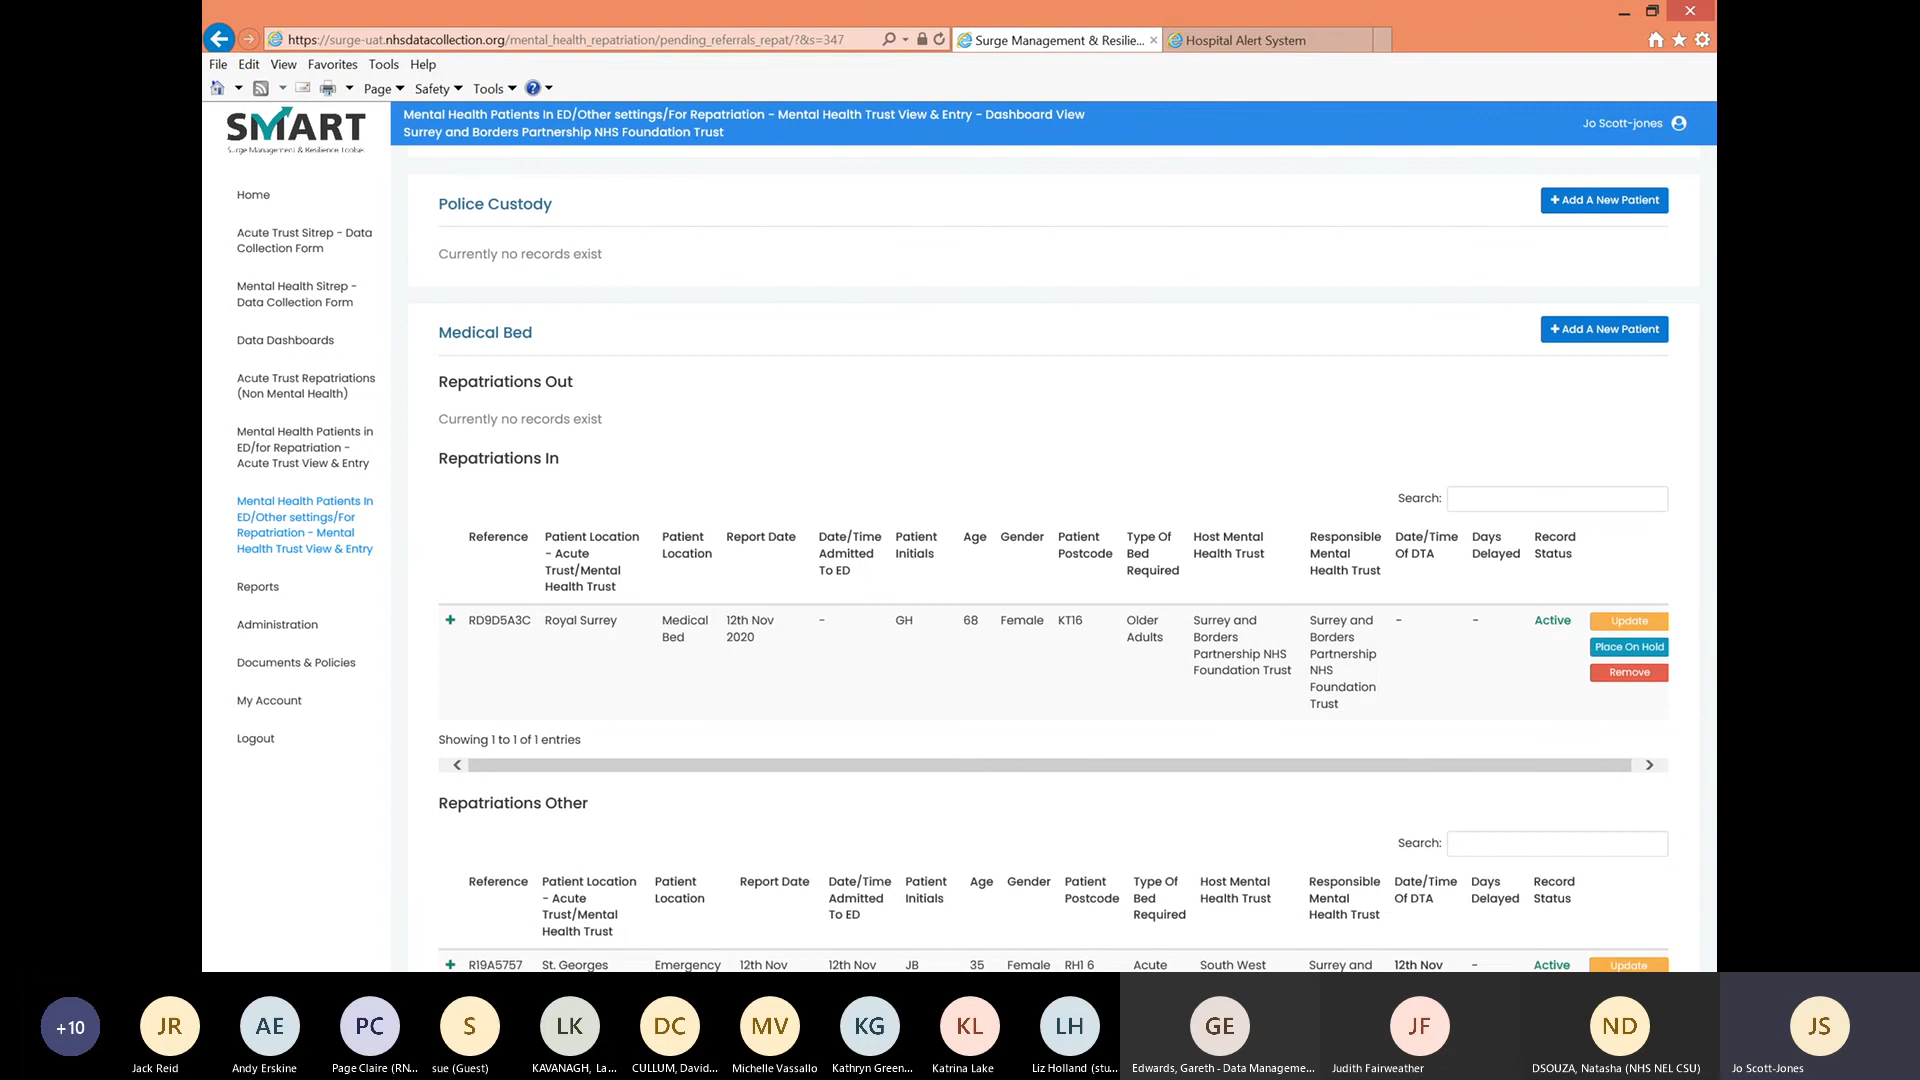 https://surge-uat.nhsdatacollection.org/mental_health_repatriation/pending_referrals_repat/?&s=347
Surge Management & Resilie...
Hospital Alert System
File Edit View Favorites Tools Help
Page Safety Tools
SMART
Surge Management & Resilience Toolset
Mental Health Patients In ED/Other settings/For Repatriation - Mental Health Trust View & Entry - Dashboard View
Surrey and Borders Partnership NHS Foundation Trust
Jo Scott-jones
Home
Acute Trust Sitrep - Data
Collection Form
Mental Health Sitrep -
Data Collection Form
Data Dashboards
Acute Trust Repatriations
(Non Mental Health)
Mental Health Patients in
ED/for Repatriation -
Acute Trust View & Entry
Mental Health Patients In
ED/Other settings/For
Repatriation - Mental
Health Trust View & Entry
Reports
Administration
Documents & Policies
My Account
Logout
Police Custody
+ Add A New Patient
Currently no records exist
Medical Bed
+ Add A New Patient
Repatriations Out
Currently no records exist
Repatriations In
Search:
Reference Patient Location Patient Report Date Date/Time Patient Age Gender Patient Type Of Host Mental Responsible Date/Time Days Record
- Acute Location Admitted Initials Postcode Bed Health Trust Mental Of DTA Delayed Status
Trust/Mental To ED Required Health Trust
Health Trust
+ RD9D5A3C Royal Surrey Medical 12th Nov - GH 68 Female KT16 Older Surrey and Surrey and - - Active Update
Bed 2020 Adults Borders Borders
Place On Hold
Partnership NHS Partnership
Foundation Trust NHS Remove
Foundation
Trust
Showing 1 to 1 of 1 entries
Repatriations Other
Search:
Reference Patient Location Patient Report Date Date/Time Patient Age Gender Patient Type Of Host Mental Responsible Date/Time Days Record
- Acute Location Admitted Initials Postcode Bed Health Trust Mental Of DTA Delayed Status
Trust/Mental To ED Required Health Trust
Health Trust
+ R19A5757 St. Georges Emergency 12th Nov 12th Nov JB 35 Female RH1 6 Acute South West Surrey and 12th Nov - Active Update
+10 JR AE PC S LK DC MV KG KL LH GE JF ND JS
Jack Reid Andy Erskine Page Claire (RN... sue (Guest) KAVANAGH, La... CULLUM, David... Michelle Vassallo Kathryn Green... Katrina Lake Liz Holland (stu... Edwards, Gareth - Data Manageme... Judith Fairweather DSOUZA, Natasha (NHS NEL CSU) Jo Scott-Jones